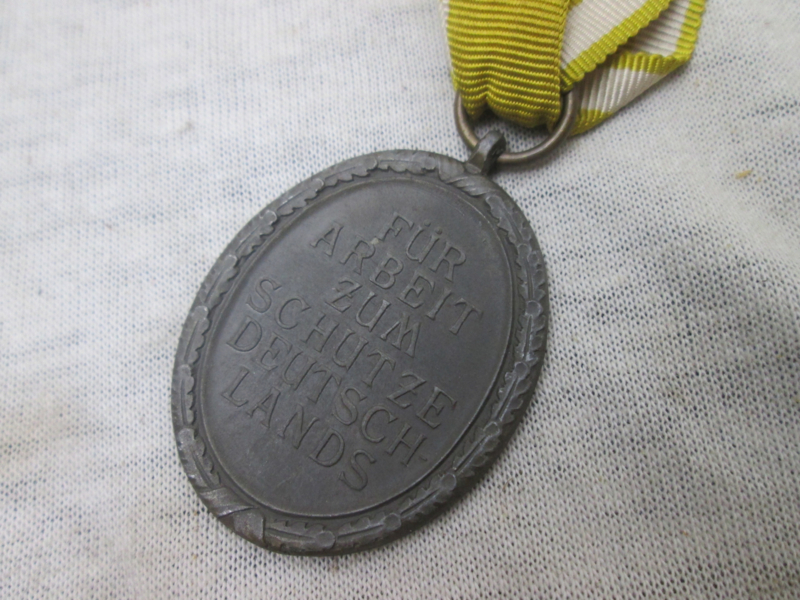 FÜR
ARBEIT
ZUM
SCHUTZE
DEUTSCH
LANDS